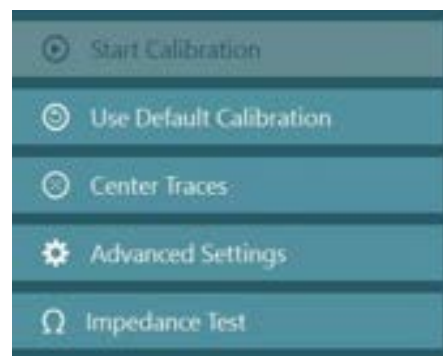 Start Calibration
Use Default Calibration
Center Traces
Advanced Settings
Impedance Test